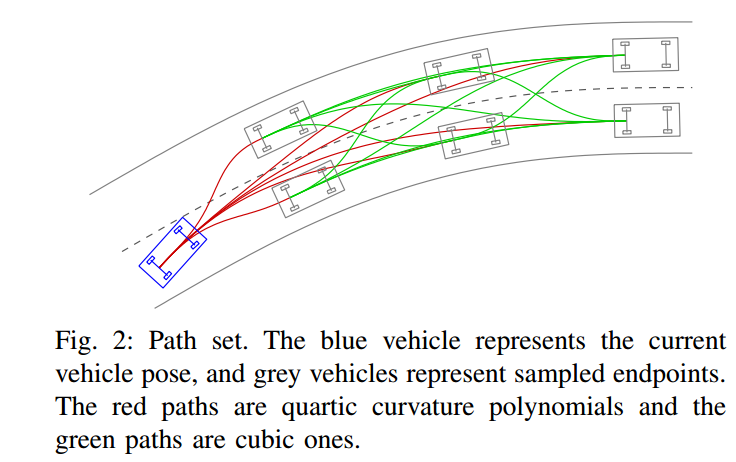 Fig. 2: Path set. The blue vehicle represents the current
vehicle pose, and grey vehicles represent sampled endpoints.
The red paths are quartic curvature polynomials and the
green paths are cubic ones.